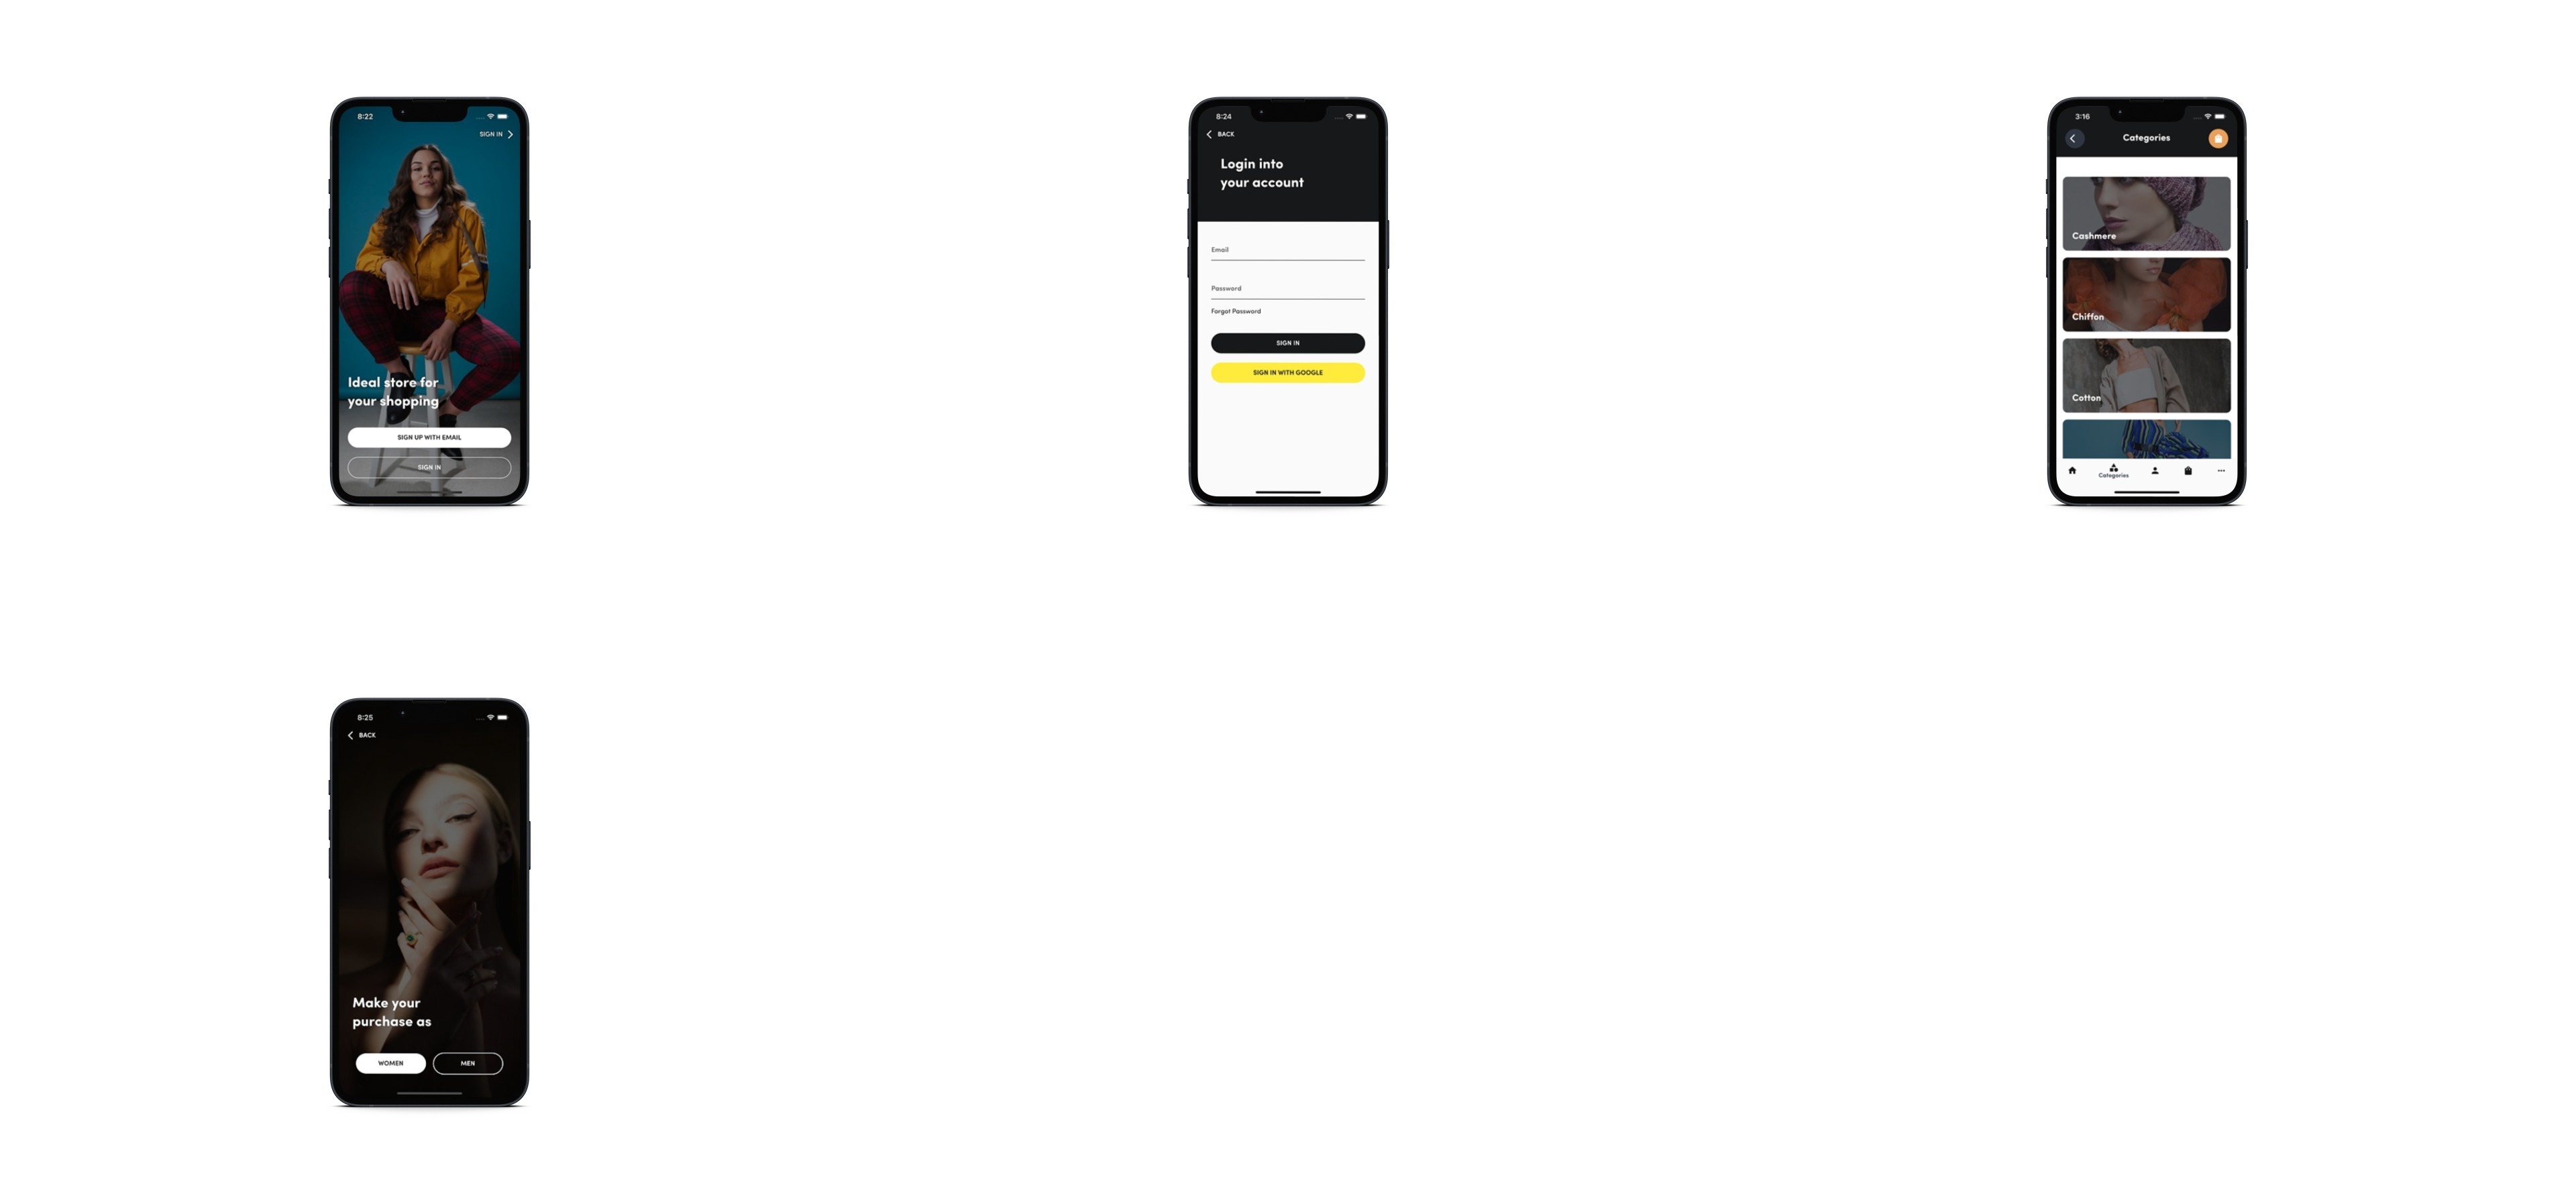 8:22
SIGN IN
Ideal store for
your shopping
SIGN UP WITH EMAIL
SIGN IN
8:24
BACK
Login into
your account
Email
Password
Forgot Password
SIGN IN
SIGN IN WITH GOOGLE
3:16
Categories
Cashmere
Chiffon
Cotton
Categories
8:25
BACK
Make your
purchase as
WOMEN
MEN